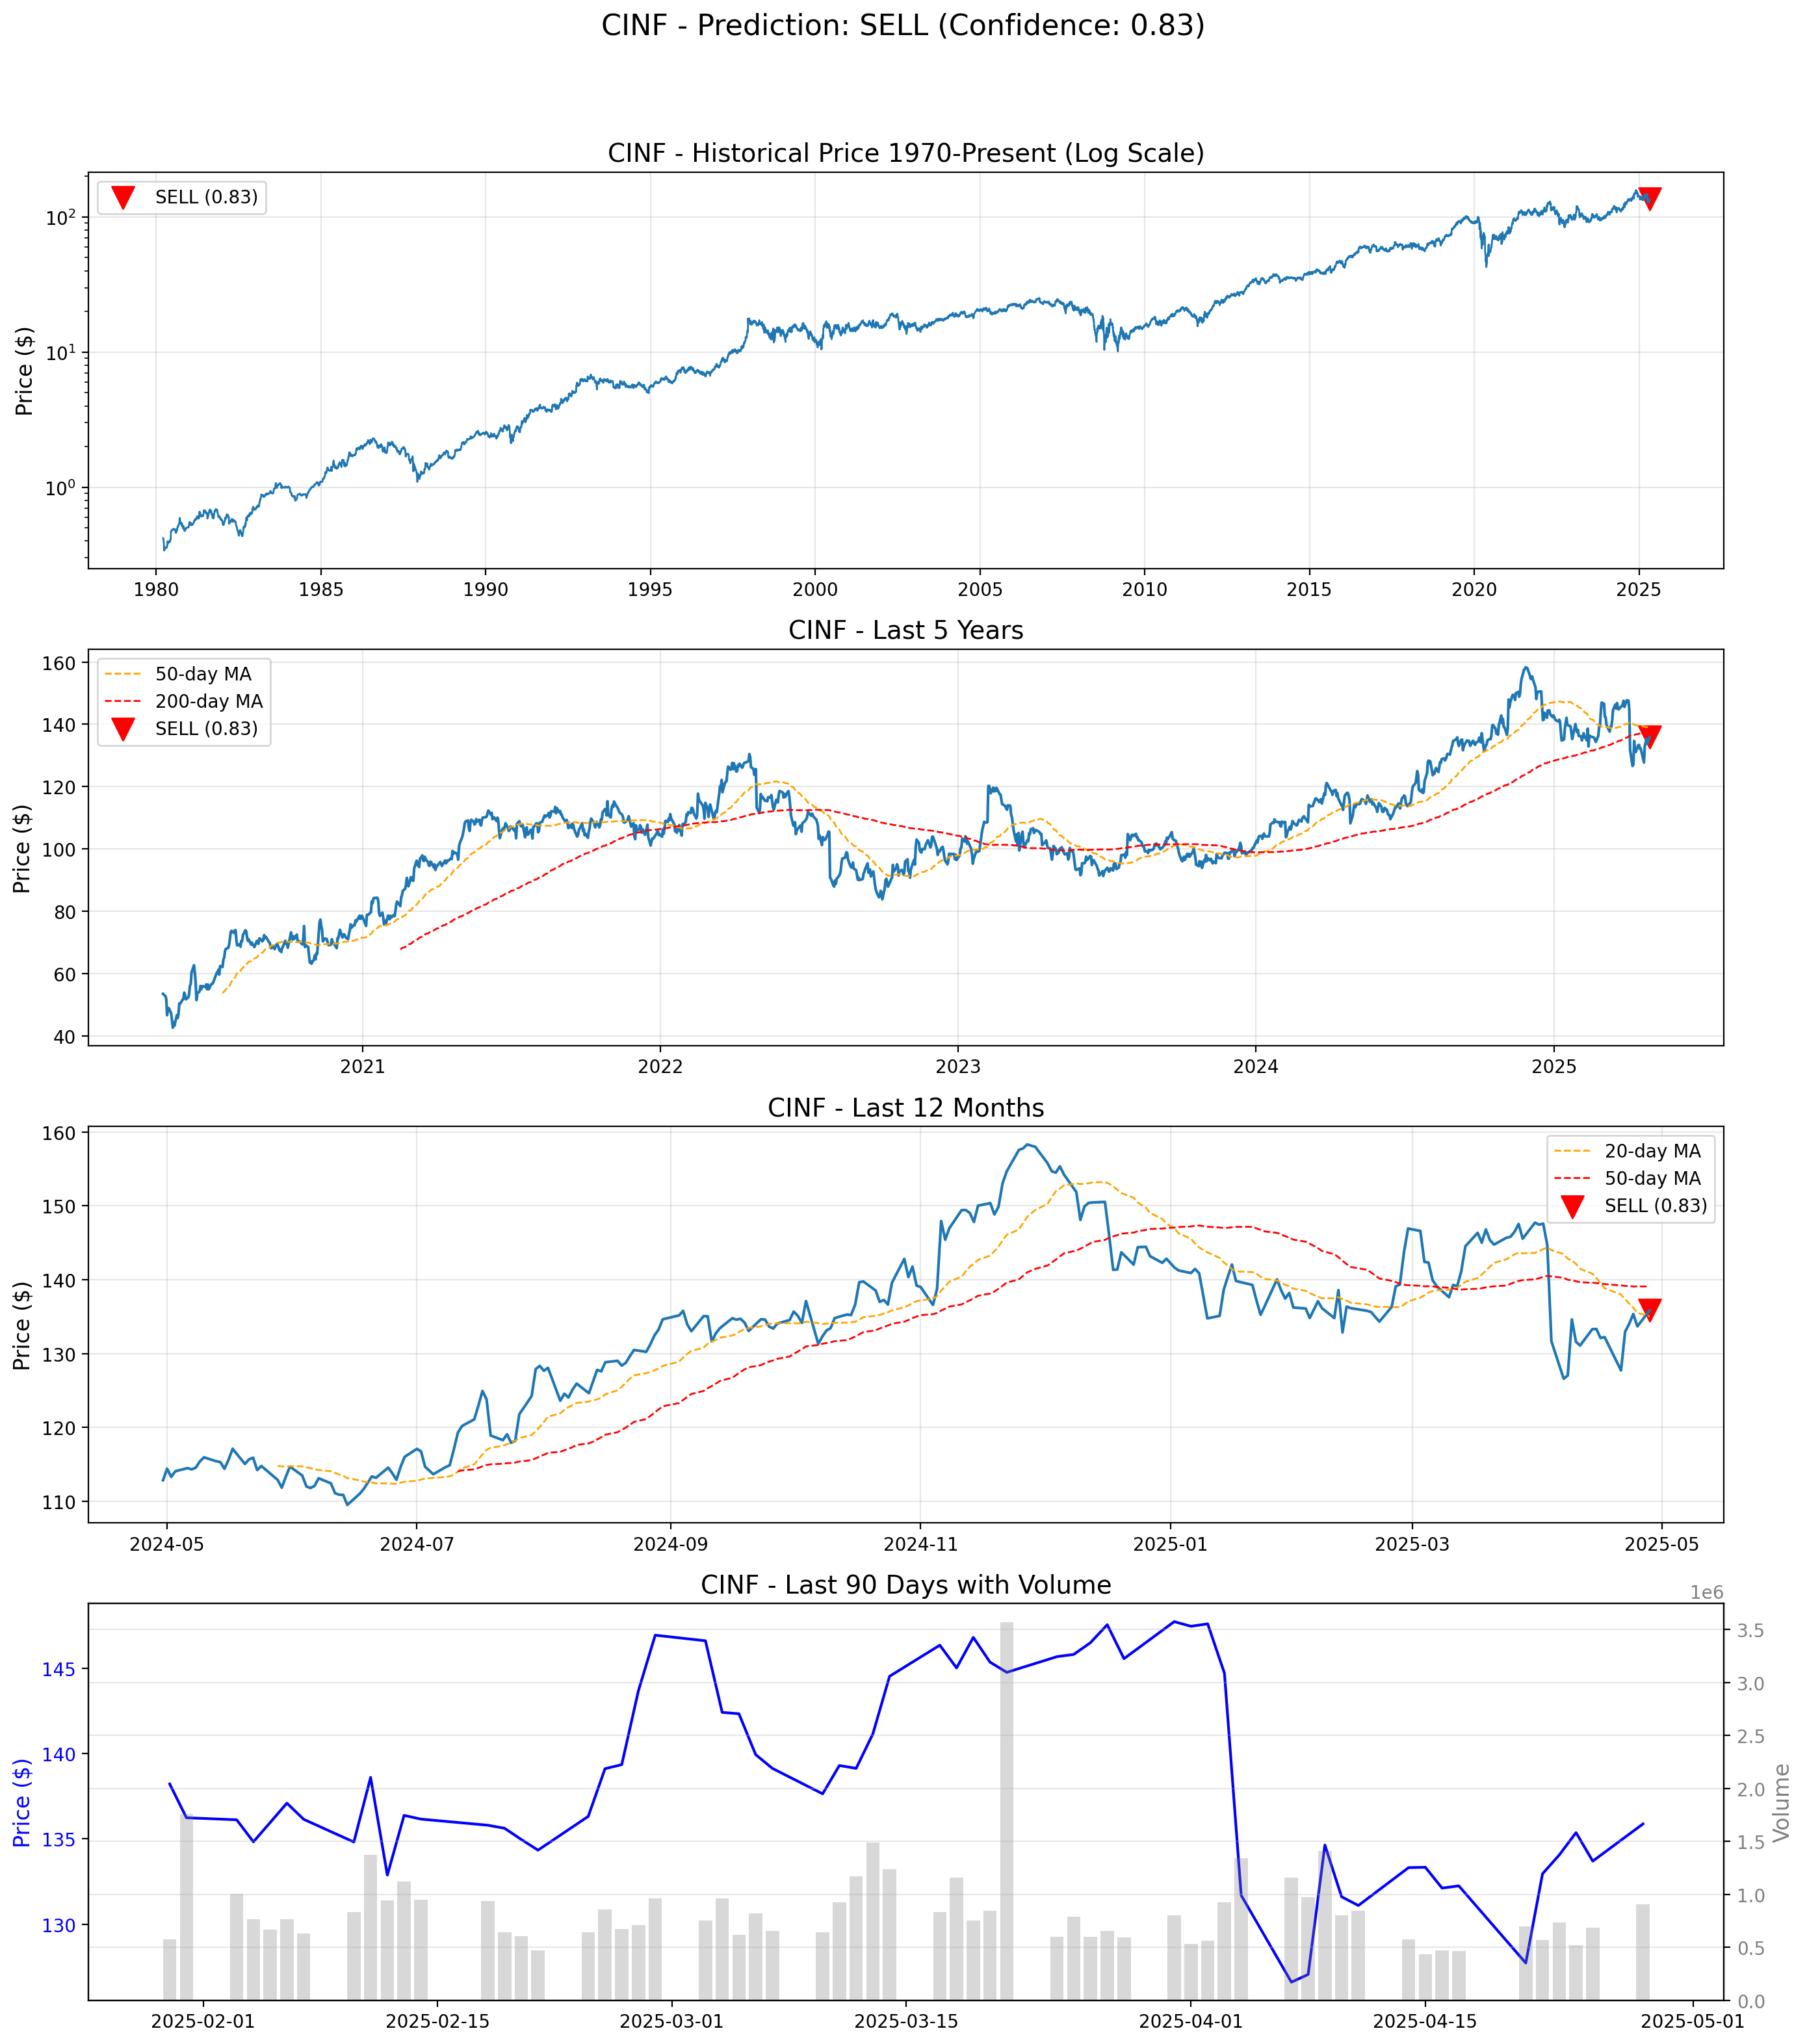 CINF - Prediction: SELL (Confidence: 0.83)
CINF - Historical Price 1970-Present (Log Scale)
SELL (0.83)
Price ($)
10²
10¹
10⁰
1980 1985 1990 1995 2000 2005 2010 2015 2020 2025
CINF - Last 5 Years
50-day MA
200-day MA
SELL (0.83)
Price ($)
160
140
120
100
80
60
40
2021 2022 2023 2024 2025
CINF - Last 12 Months
20-day MA
50-day MA
SELL (0.83)
Price ($)
160
150
140
130
120
110
2024-05 2024-07 2024-09 2024-11 2025-01 2025-03 2025-05
CINF - Last 90 Days with Volume
1e6
Price ($)
145
140
135
130
3.5
3.0
2.5
2.0
1.5
1.0
0.5
0.0
Volume
2025-02-01 2025-02-15 2025-03-01 2025-03-15 2025-04-01 2025-04-15 2025-05-01